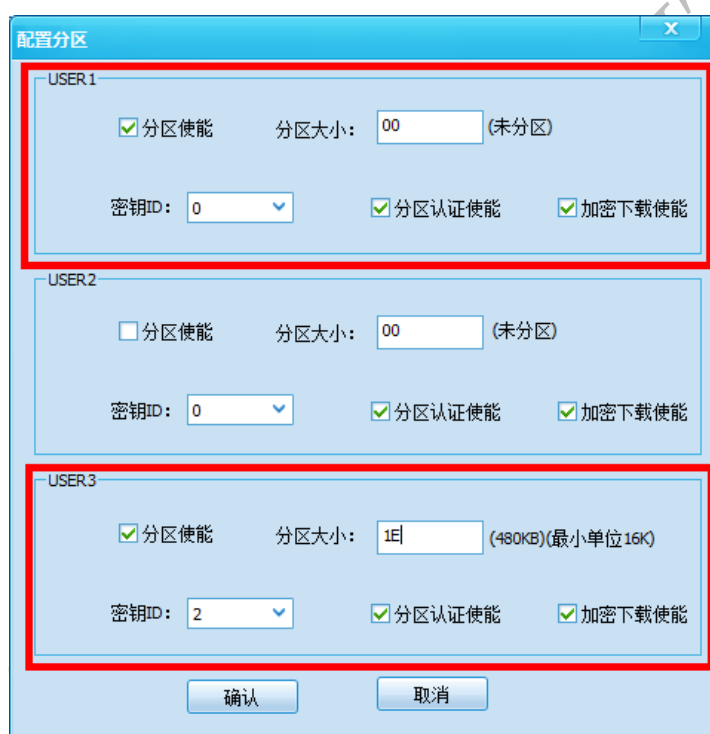 配置分区
x
USER1
分区使能 分区大小: 00 (未分区)
密钥ID: 0 分区认证使能 加密下载使能
USER2
分区使能 分区大小: 00 (未分区)
密钥ID: 0 分区认证使能 加密下载使能
USER3
分区使能 分区大小: 1E (480KB)(最小单位16K)
密钥ID: 2 分区认证使能 加密下载使能
确认 取消